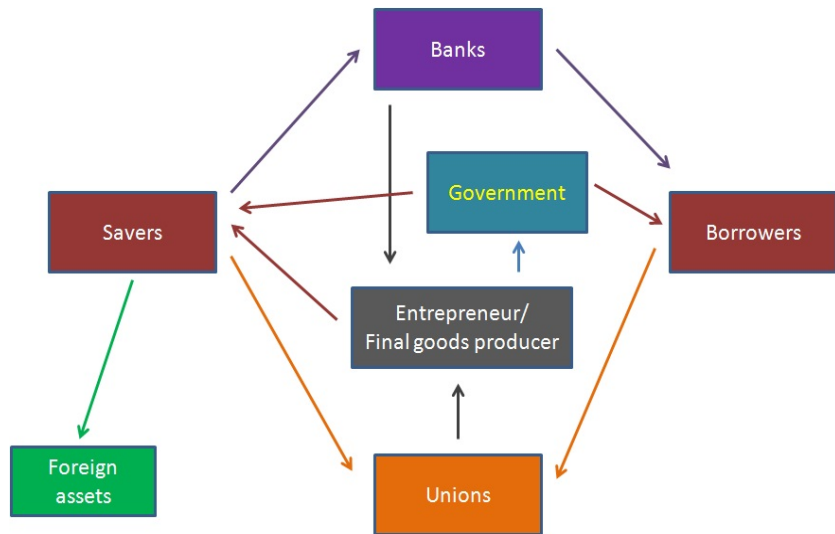 Banks
Government
Savers
Borrowers
Entrepreneur/
Final goods producer
Foreign
assets
Unions